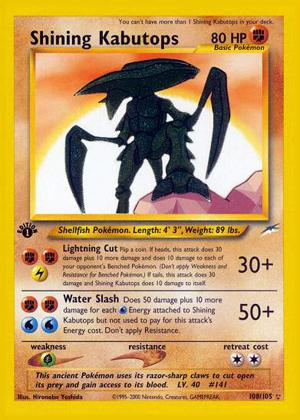 You can't have more than 1 Shining Kabutops in your deck.
Shining Kabutops 80 HP
Basic Pokémon
EDITION
1
Shellfish Pokémon. Length: 4' 3", Weight: 89 lbs.
Lightning Cut Flip a coin. If heads, this attack does 30
damage plus 10 more damage and does 10 damage to each of
your opponent's Benched Pokémon. (Don't apply Weakness and
Resistance for Benched Pokémon.) If tails, this attack does 30
damage and Shining Kabutops does 10 damage to itself.
30+
Water Slash Does 50 damage plus 10 more
damage for each Energy attached to Shining
Kabutops but not used to pay for this attack's
Energy cost. Don't apply Resistance.
50+
weakness resistance retreat cost
This ancient Pokémon uses its razor-sharp claws to cut open
its prey and gain access to its blood. LV. 40 #141
Illus. Hironobu Yoshida ©1995-2000 Nintendo, Creatures, GAMEFREAK. 108/105